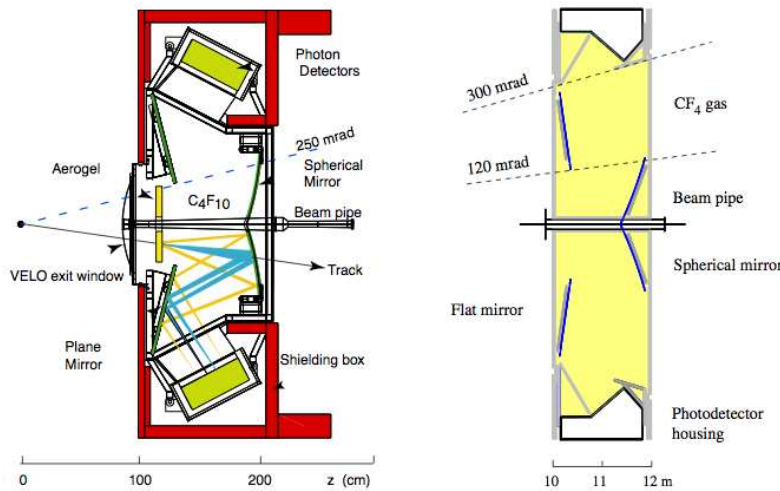 Photon
Detectors
250 mrad
Aerogel
Spherical
Mirror
C₄F₁₀
Beam pipe
VELO exit window
Track
Plane
Mirror
Shielding box
0
100
200
z (cm)
300 mrad
CF₄ gas
120 mrad
Beam pipe
Spherical mirror
Flat mirror
Photodetector
housing
10
11
12 m